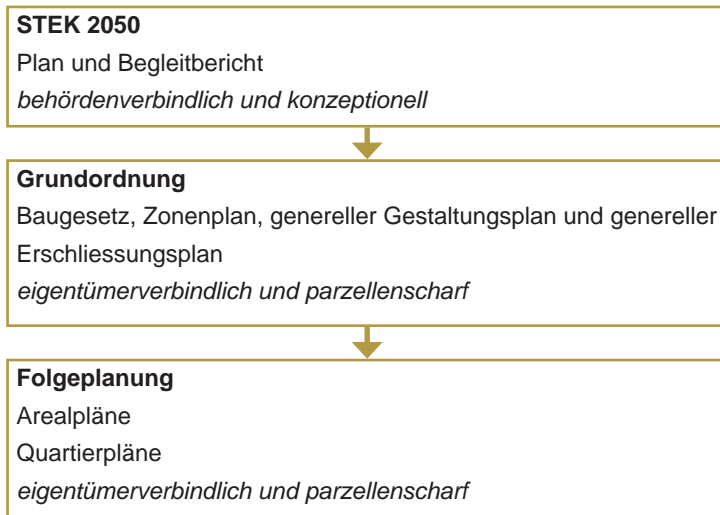 STEK 2050
Plan und Begleitbericht
behördenverbindlich und konzeptionell
Grundordnung
Baugesetz, Zonenplan, genereller Gestaltungsplan und genereller
Erschliessungsplan
eigentümerverbindlich und parzellenscharf
Folgeplanung
Arealpläne
Quartierpläne
eigentümerverbindlich und parzellenscharf